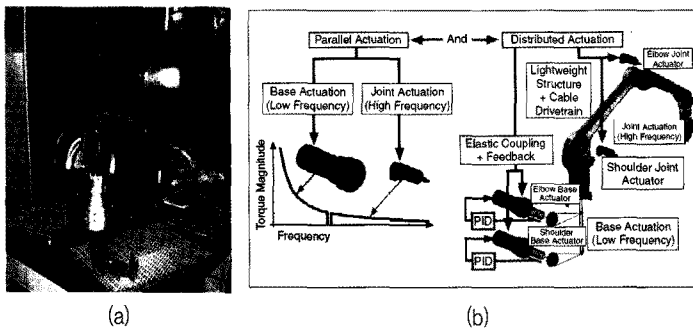 Parallel Actuation
And
Distributed Actuation
Elbow Joint
Actuator
Base Actuation
(Low Frequency)
Joint Actuation
(High Frequency)
Lightweight
Structure
+ Cable
Drivetrain
Joint Actuation
(High Frequency)
Elastic Coupling
+ Feedback
Shoulder Joint
Actuator
Torque Magnitude
Frequency
Elbow Base
Actuator
PID
Shoulder
Base Actuator
PID
Base Actuation
(Low Frequency)
(a)
(b)